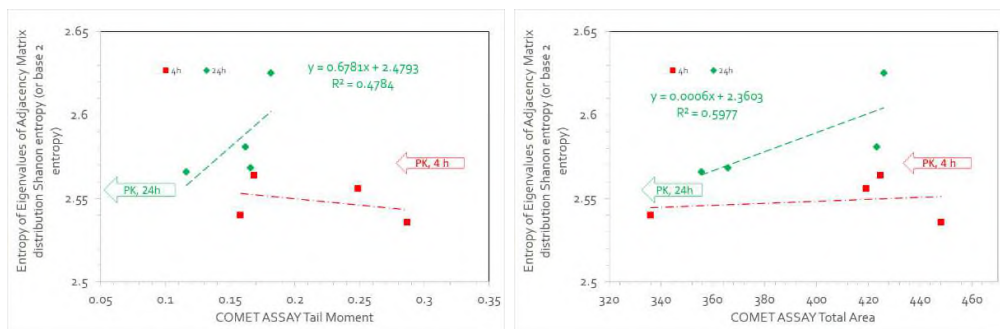 Entropy of Eigenvalues of Adjacency Matrix
distribution Shanon entropy (or base 2
entropy)
2.65
2.6
2.55
2.5
4h
24h
y = 0.6781x + 2.4793
R² = 0.4784
PK, 4 h
PK, 24h
0.05 0.1 0.15 0.2 0.25 0.3 0.35
COMET ASSAY Tail Moment
Entropy of Eigenvalues of Adjacency Matrix
distribution Shanon entropy (or base 2
entropy)
2.65
2.6
2.55
2.5
4h
24h
y = 0.0006x + 2.3603
R² = 0.5977
PK, 4 h
PK, 24h
320 340 360 380 400 420 440 460
COMET ASSAY Total Area